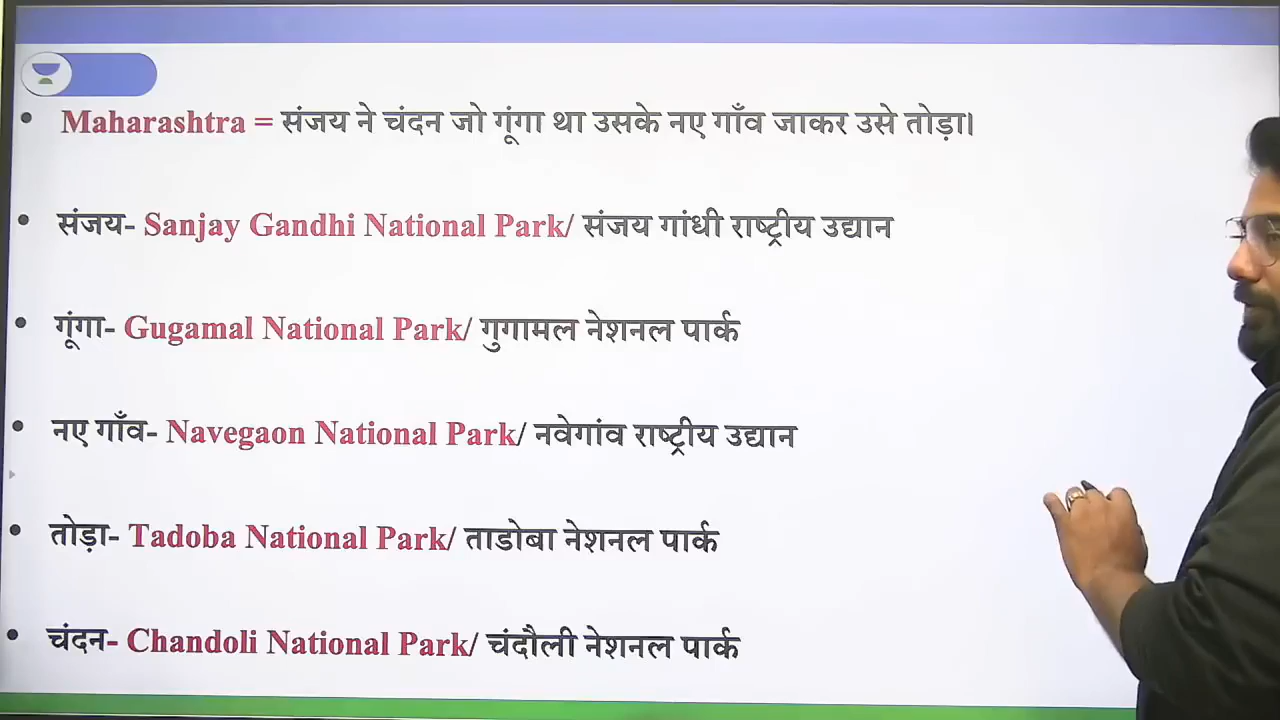 Maharashtra = संजय ने चंदन जो गूंगा था उसके नए गाँव जाकर उसे तोड़ा।
संजय- Sanjay Gandhi National Park/ संजय गांधी राष्ट्रीय उद्यान
गूंगा- Gugamal National Park/ गुगामल नेशनल पार्क
नए गाँव- Navegaon National Park/ नवेगांव राष्ट्रीय उद्यान
तोड़ा- Tadoba National Park/ ताडोबा नेशनल पार्क
चंदन- Chandoli National Park/ चंदौली नेशनल पार्क